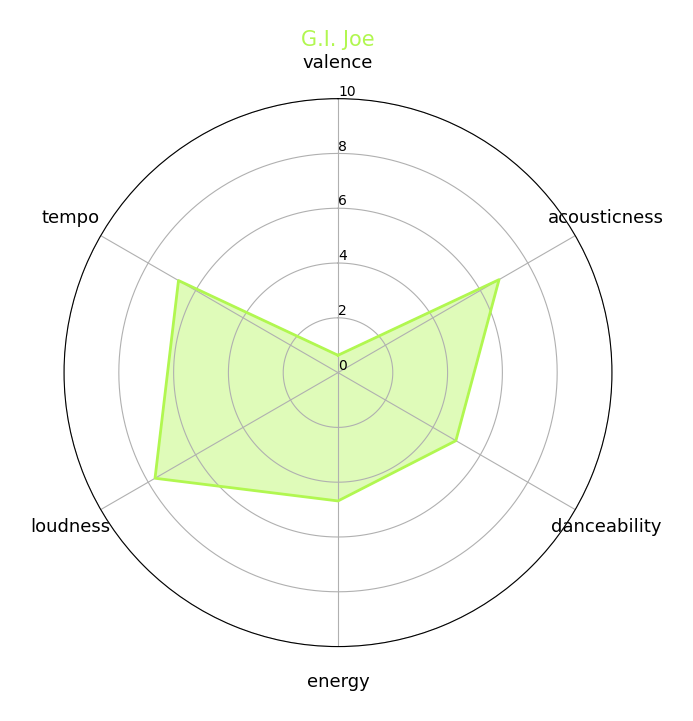 G.I. Joe
valence
10
8
6
4
2
0
tempo
acousticness
loudness
danceability
energy